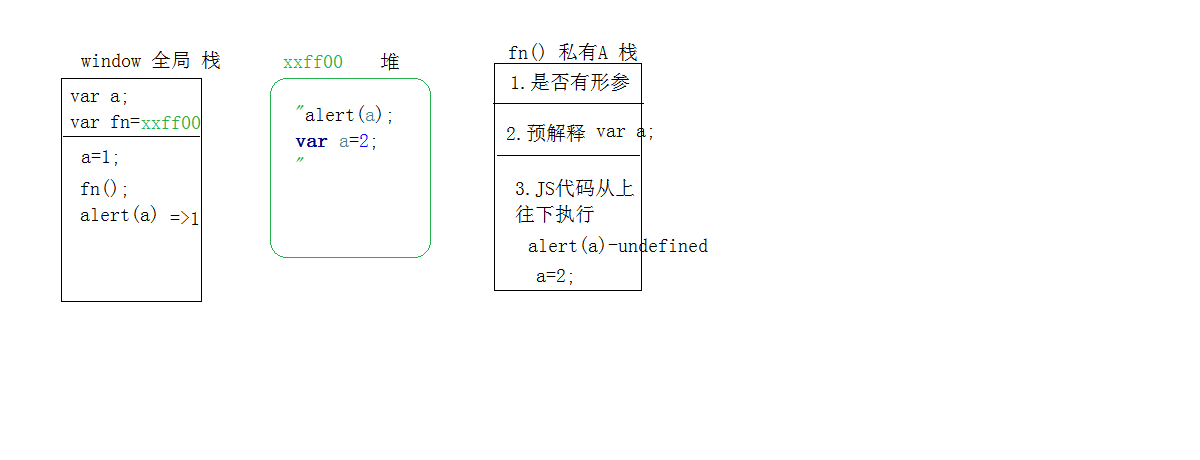 window 全局 栈
var a;
var fn=xxff00
a=1;
fn();
alert(a) =>1
xxff00 堆
"alert(a);
var a=2;
"
fn() 私有A 栈
1.是否有形参
2.预解释 var a;
3.JS代码从上
往下执行
alert(a)-undefined
a=2;